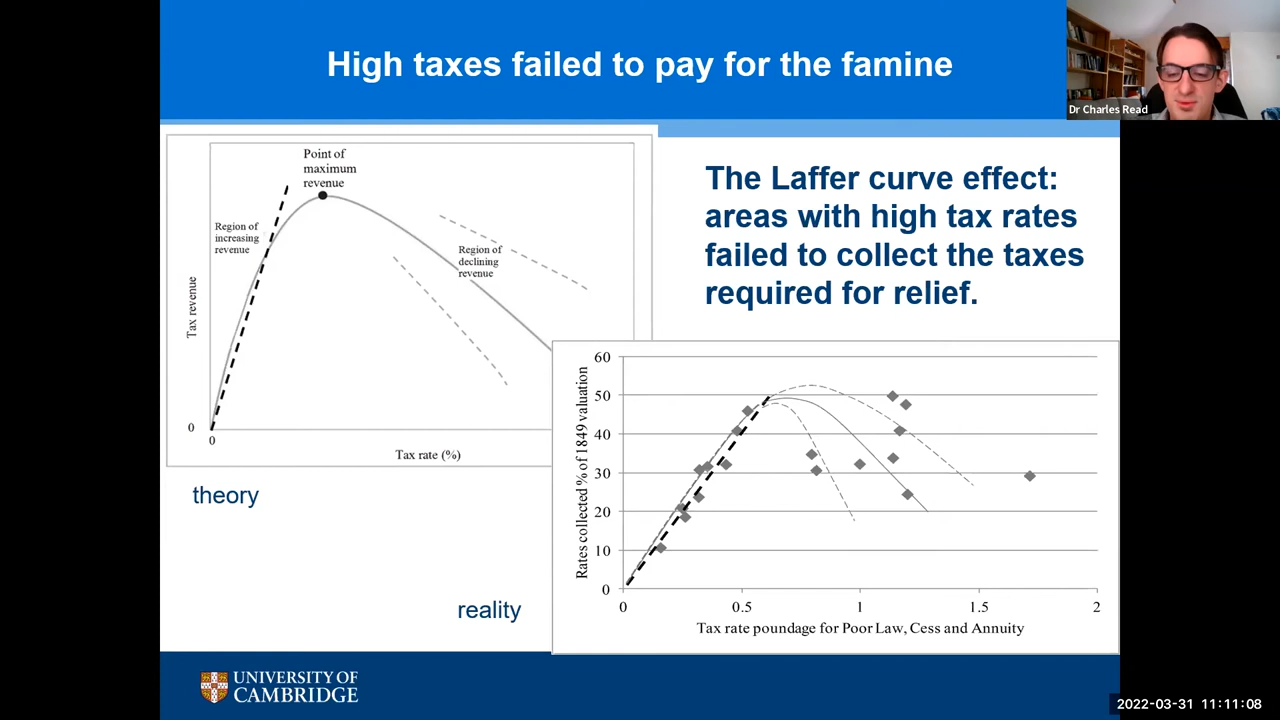 High taxes failed to pay for the famine
Dr Charles Read
Point of
maximum
revenue
Region of
increasing
revenue
Region of
declining
revenue
Tax revenue
0
0
Tax rate (%)
theory
The Laffer curve effect:
areas with high tax rates
failed to collect the taxes
required for relief.
Rates collected % of 1849 valuation
60
50
40
30
20
10
0
0 0.5 1 1.5 2
Tax rate poundage for Poor Law, Cess and Annuity
reality
UNIVERSITY OF
CAMBRIDGE
2022-03-31 11:11:08